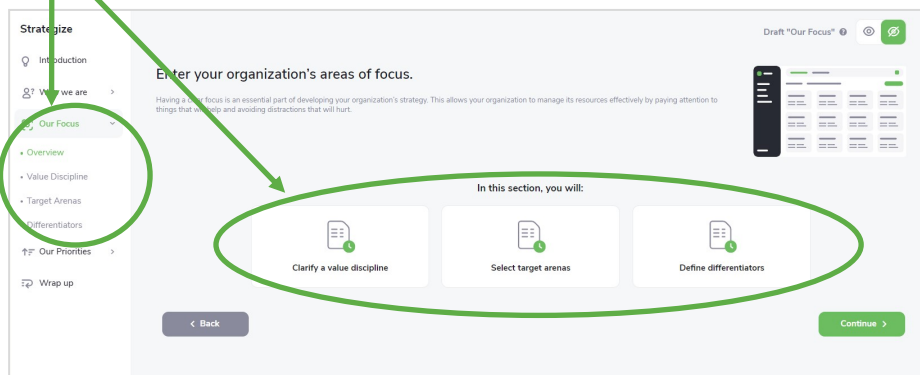 Strategize
Draft "Our Focus"
Introduction
Enter your organization's areas of focus.
Who we are
Having a clear focus is an essential part of developing your organization's strategy. This allows your organization to manage its resources effectively by paying attention to
things that will help and avoiding distractions that will hurt.
Our Focus
• Overview
• Value Discipline
• Target Arenas
• Differentiators
Our Priorities
Wrap up
In this section, you will:
Clarify a value discipline
Select target arenas
Define differentiators
< Back
Continue >